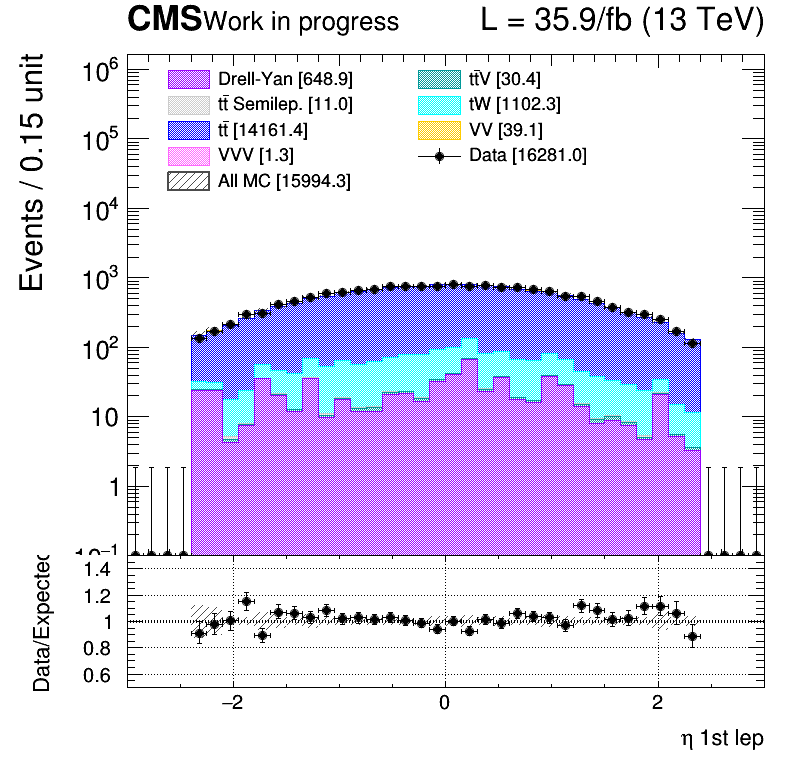 CMS Work in progress L = 35.9/fb (13 TeV)
Events / 0.15 unit
Drell-Yan [648.9]
tt̄ Semilep. [11.0]
tt̄ [14161.4]
VVV [1.3]
All MC [15994.3]
tt̄V [30.4]
tW [1102.3]
VV [39.1]
Data [16281.0]
10⁶
10⁵
10⁴
10³
10²
10
1
10⁻¹
Data/Expected
1.4
1.2
1
0.8
0.6
−2 0 2
η 1st lep